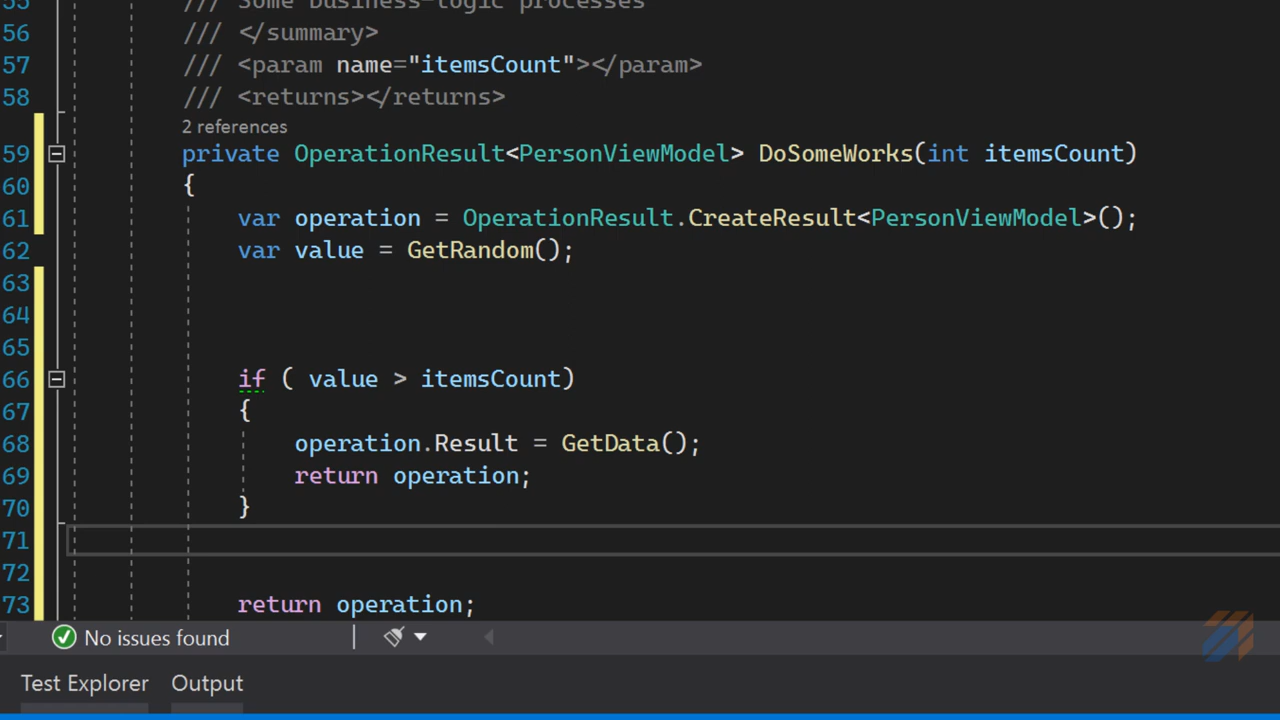 55 /// Some business-logic processes
56 /// </summary>
57 /// <param name="itemsCount"></param>
58 /// <returns></returns>
2 references
59 private OperationResult<PersonViewModel> DoSomeWorks(int itemsCount)
60 {
61 var operation = OperationResult.CreateResult<PersonViewModel>();
62 var value = GetRandom();
63
64
65
66 if ( value > itemsCount)
67 {
68 operation.Result = GetData();
69 return operation;
70 }
71
72
73 return operation;
No issues found
Test Explorer Output